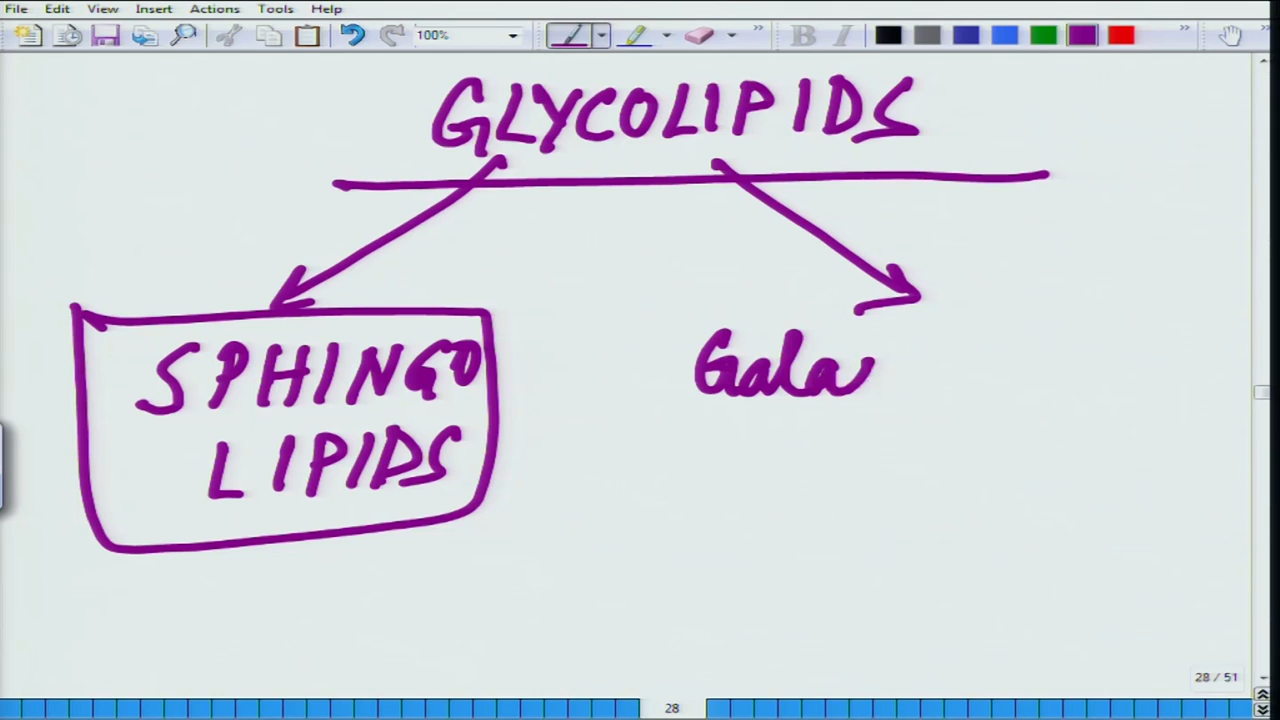 File Edit View Insert Actions Tools Help
100% B I
GLYCOLIPIDS
SPHINGO
LIPIDS
Gala
28 / 51
28